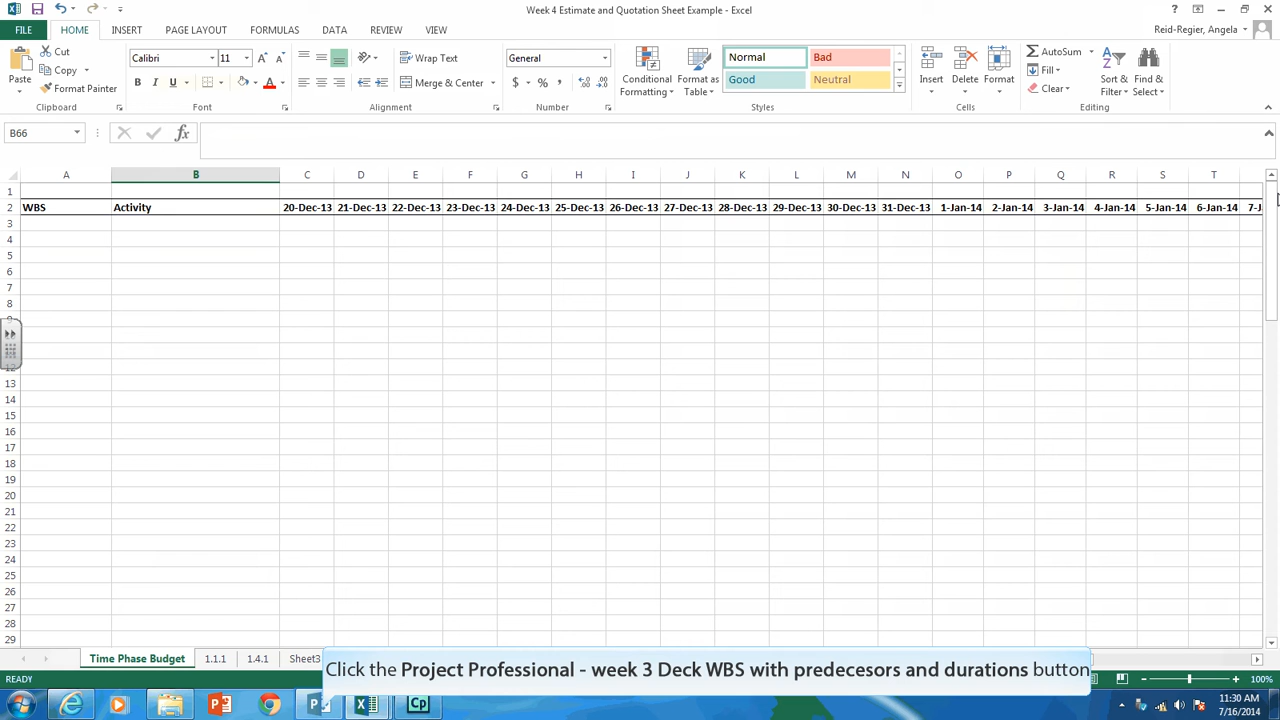 Week 4 Estimate and Quotation Sheet Example - Excel
FILE HOME INSERT PAGE LAYOUT FORMULAS DATA REVIEW VIEW Reid-Regier, Angela
Paste Cut Copy Format Painter Clipboard
Calibri 11 B I U A Font
Wrap Text Merge & Center Alignment
General $ % , Number
Conditional Formatting Format as Table Normal Bad Good Neutral Styles
Insert Delete Format Cells
AutoSum Fill Clear Sort & Filter Find & Select Editing
B66 fx
A B C D E F G H I J K L M N O P Q R S T
1
2 WBS Activity 20-Dec-13 21-Dec-13 22-Dec-13 23-Dec-13 24-Dec-13 25-Dec-13 26-Dec-13 27-Dec-13 28-Dec-13 29-Dec-13 30-Dec-13 31-Dec-13 1-Jan-14 2-Jan-14 3-Jan-14 4-Jan-14 5-Jan-14 6-Jan-14 7-J
3
4
5
6
7
8
9
12
13
14
15
16
17
18
19
20
21
22
23
24
25
26
27
28
29
Time Phase Budget 1.1.1 1.4.1 Sheet3
Click the Project Professional - week 3 Deck WBS with predecesors and durations button
READY 100%
Cp 11:30 AM
7/16/2014